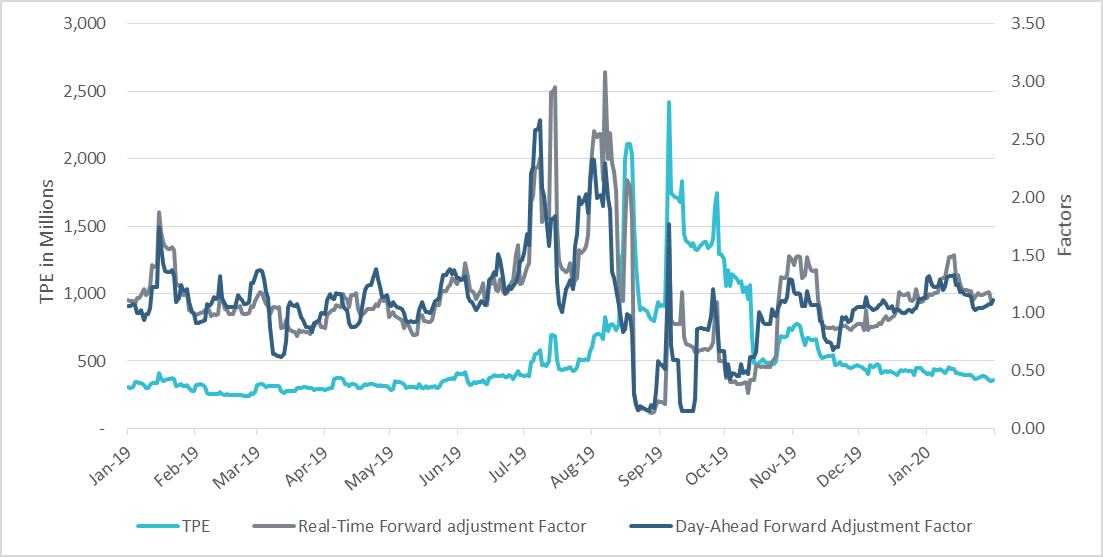 3,000
2,500
2,000
1,500
1,000
500
-
TPE in Millions
3.50
3.00
2.50
2.00
1.50
1.00
0.50
0.00
Factors
Jan-19
Feb-19
Mar-19
Apr-19
May-19
Jun-19
Jul-19
Aug-19
Sep-19
Oct-19
Nov-19
Dec-19
Jan-20
TPE
Real-Time Forward adjustment Factor
Day-Ahead Forward Adjustment Factor